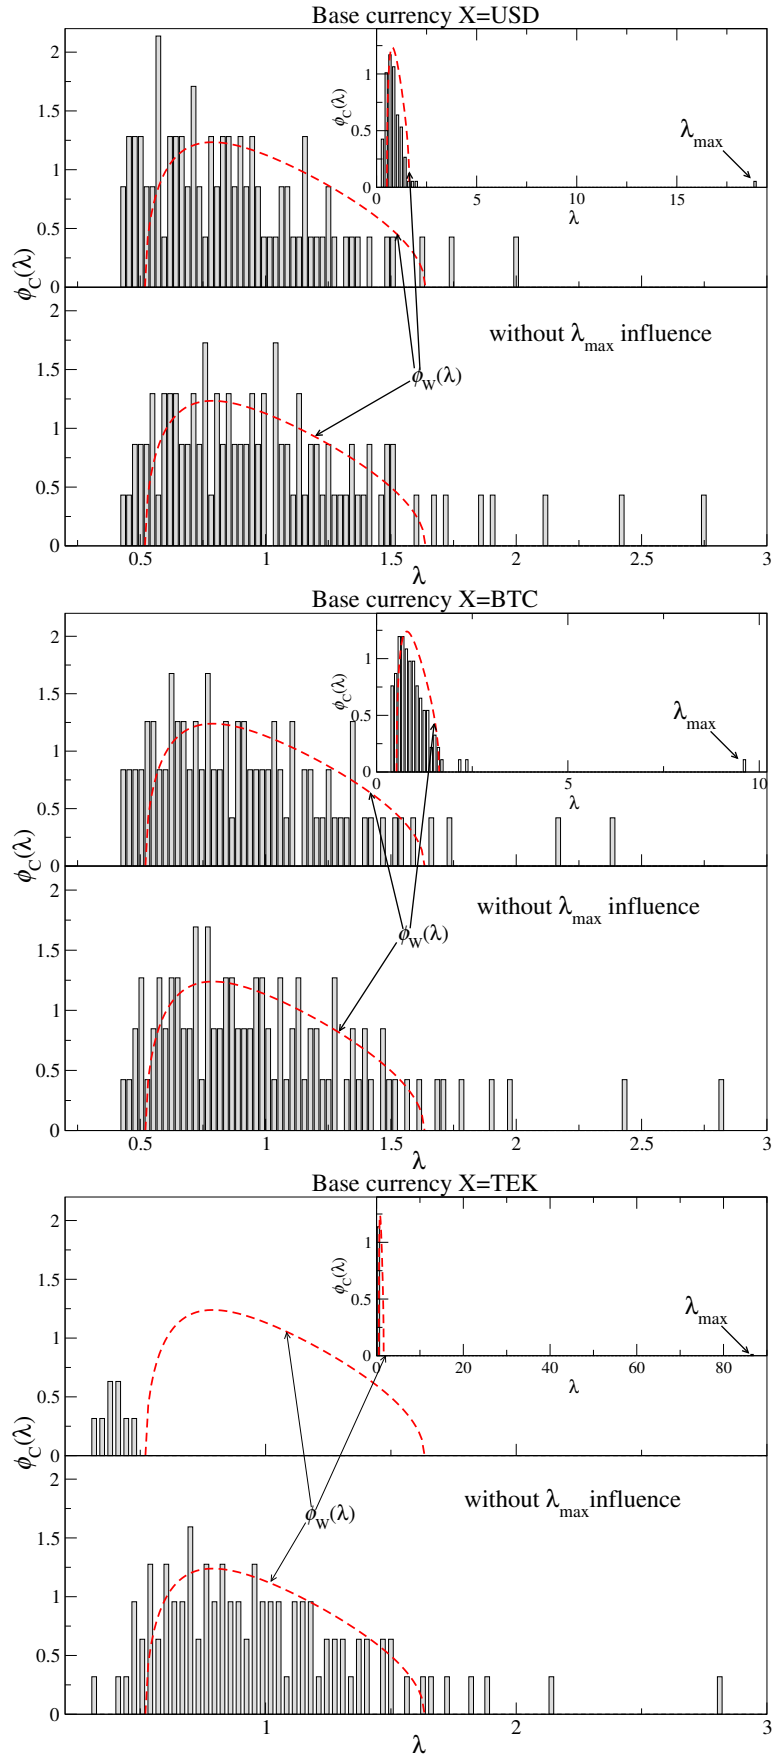 Base currency X=USD
2
1.5
1
0.5
0
ϕC(λ)
1
0.5
0
ϕC(λ)
0 5 10 15
λ
λmax
2
1.5
1
0.5
0
without λmax influence
ϕW(λ)
0.5 1 1.5 2 2.5 3
λ
Base currency X=BTC
2
1.5
1
0.5
0
ϕC(λ)
1
0.5
0
ϕC(λ)
0 5 10
λ
λmax
2
1.5
1
0.5
0
without λmax influence
ϕW(λ)
0.5 1 1.5 2 2.5 3
λ
Base currency X=TEK
2
1.5
1
0.5
0
ϕC(λ)
1
0.5
0
ϕC(λ)
0 20 40 60 80
λ
λmax
2
1.5
1
0.5
0
without λmax influence
ϕW(λ)
1 2 3
λ